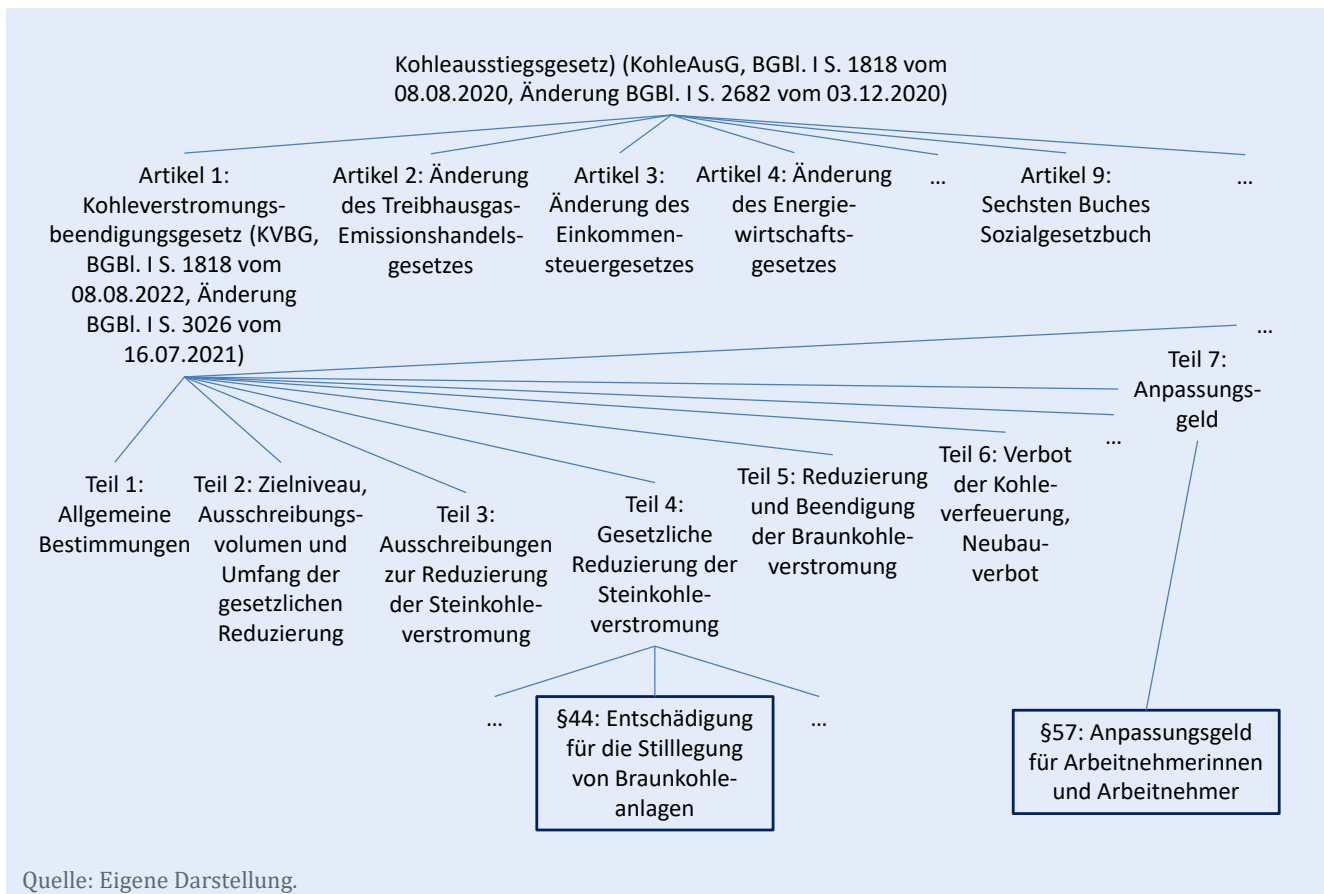 Kohleausstiegsgesetz) (KohleAusG, BGBl. I S. 1818 vom
08.08.2020, Änderung BGBl. I S. 2682 vom 03.12.2020)
Artikel 1:
Kohleverstromungs-
beendigungsgesetz (KVBG,
BGBl. I S. 1818 vom
08.08.2022, Änderung
BGBl. I S. 3026 vom
16.07.2021)
Artikel 2: Änderung
des Treibhausgas-
Emissionshandels-
gesetzes
Artikel 3:
Änderung des
Einkommen-
steuergesetzes
Artikel 4: Änderung
des Energie-
wirtschafts-
gesetzes
...
Artikel 9:
Sechsten Buches
Sozialgesetzbuch
...
Teil 1:
Allgemeine
Bestimmungen
Teil 2: Zielniveau,
Ausschreibungs-
volumen und
Umfang der
gesetzlichen
Reduzierung
Teil 3:
Ausschreibungen
zur Reduzierung
der Steinkohle-
verstromung
Teil 4:
Gesetzliche
Reduzierung der
Steinkohle-
verstromung
Teil 5: Reduzierung
und Beendigung
der Braunkohle-
verstromung
Teil 6: Verbot
der Kohle-
verfeuerung,
Neubau-
verbot
...
Teil 7:
Anpassungs-
geld
...
...
§44: Entschädigung
für die Stilllegung
von Braunkohle-
anlagen
...
§57: Anpassungsgeld
für Arbeitnehmerinnen
und Arbeitnehmer
Quelle: Eigene Darstellung.